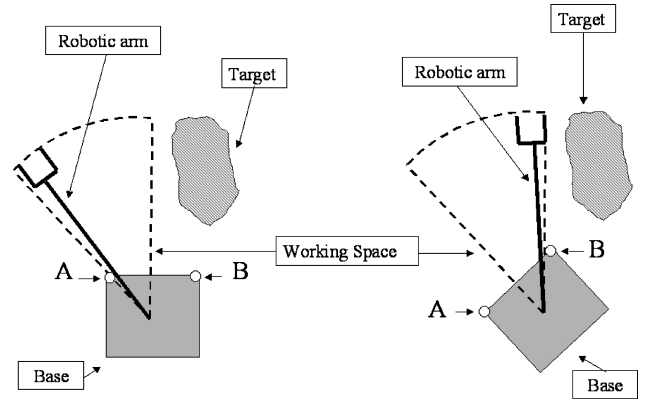 Robotic arm
Target
A
B
Base
Working Space
Target
Robotic arm
B
A
Base